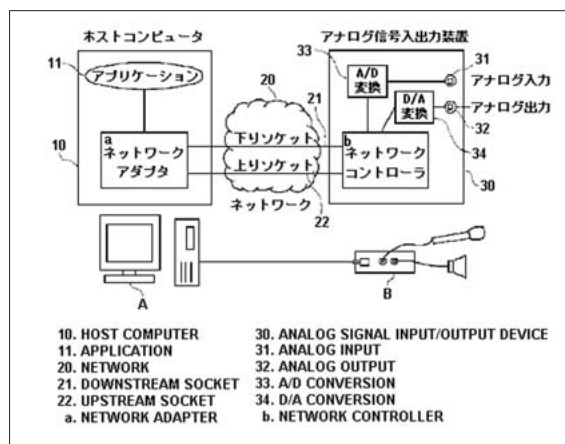 ホストコンピュータ
アナログ信号入出力装置
11
アプリケーション
20
33
A/D
変換
31
アナログ入力
D/A
変換
アナログ出力
32
21
34
10
a
ネットワーク
アダプタ
下りソケット
上りソケット
ネットワーク
22
b
ネットワーク
コントローラ
30
A
B
10. HOST COMPUTER
11. APPLICATION
20. NETWORK
21. DOWNSTREAM SOCKET
22. UPSTREAM SOCKET
a. NETWORK ADAPTER
30. ANALOG SIGNAL INPUT/OUTPUT DEVICE
31. ANALOG INPUT
32. ANALOG OUTPUT
33. A/D CONVERSION
34. D/A CONVERSION
b. NETWORK CONTROLLER